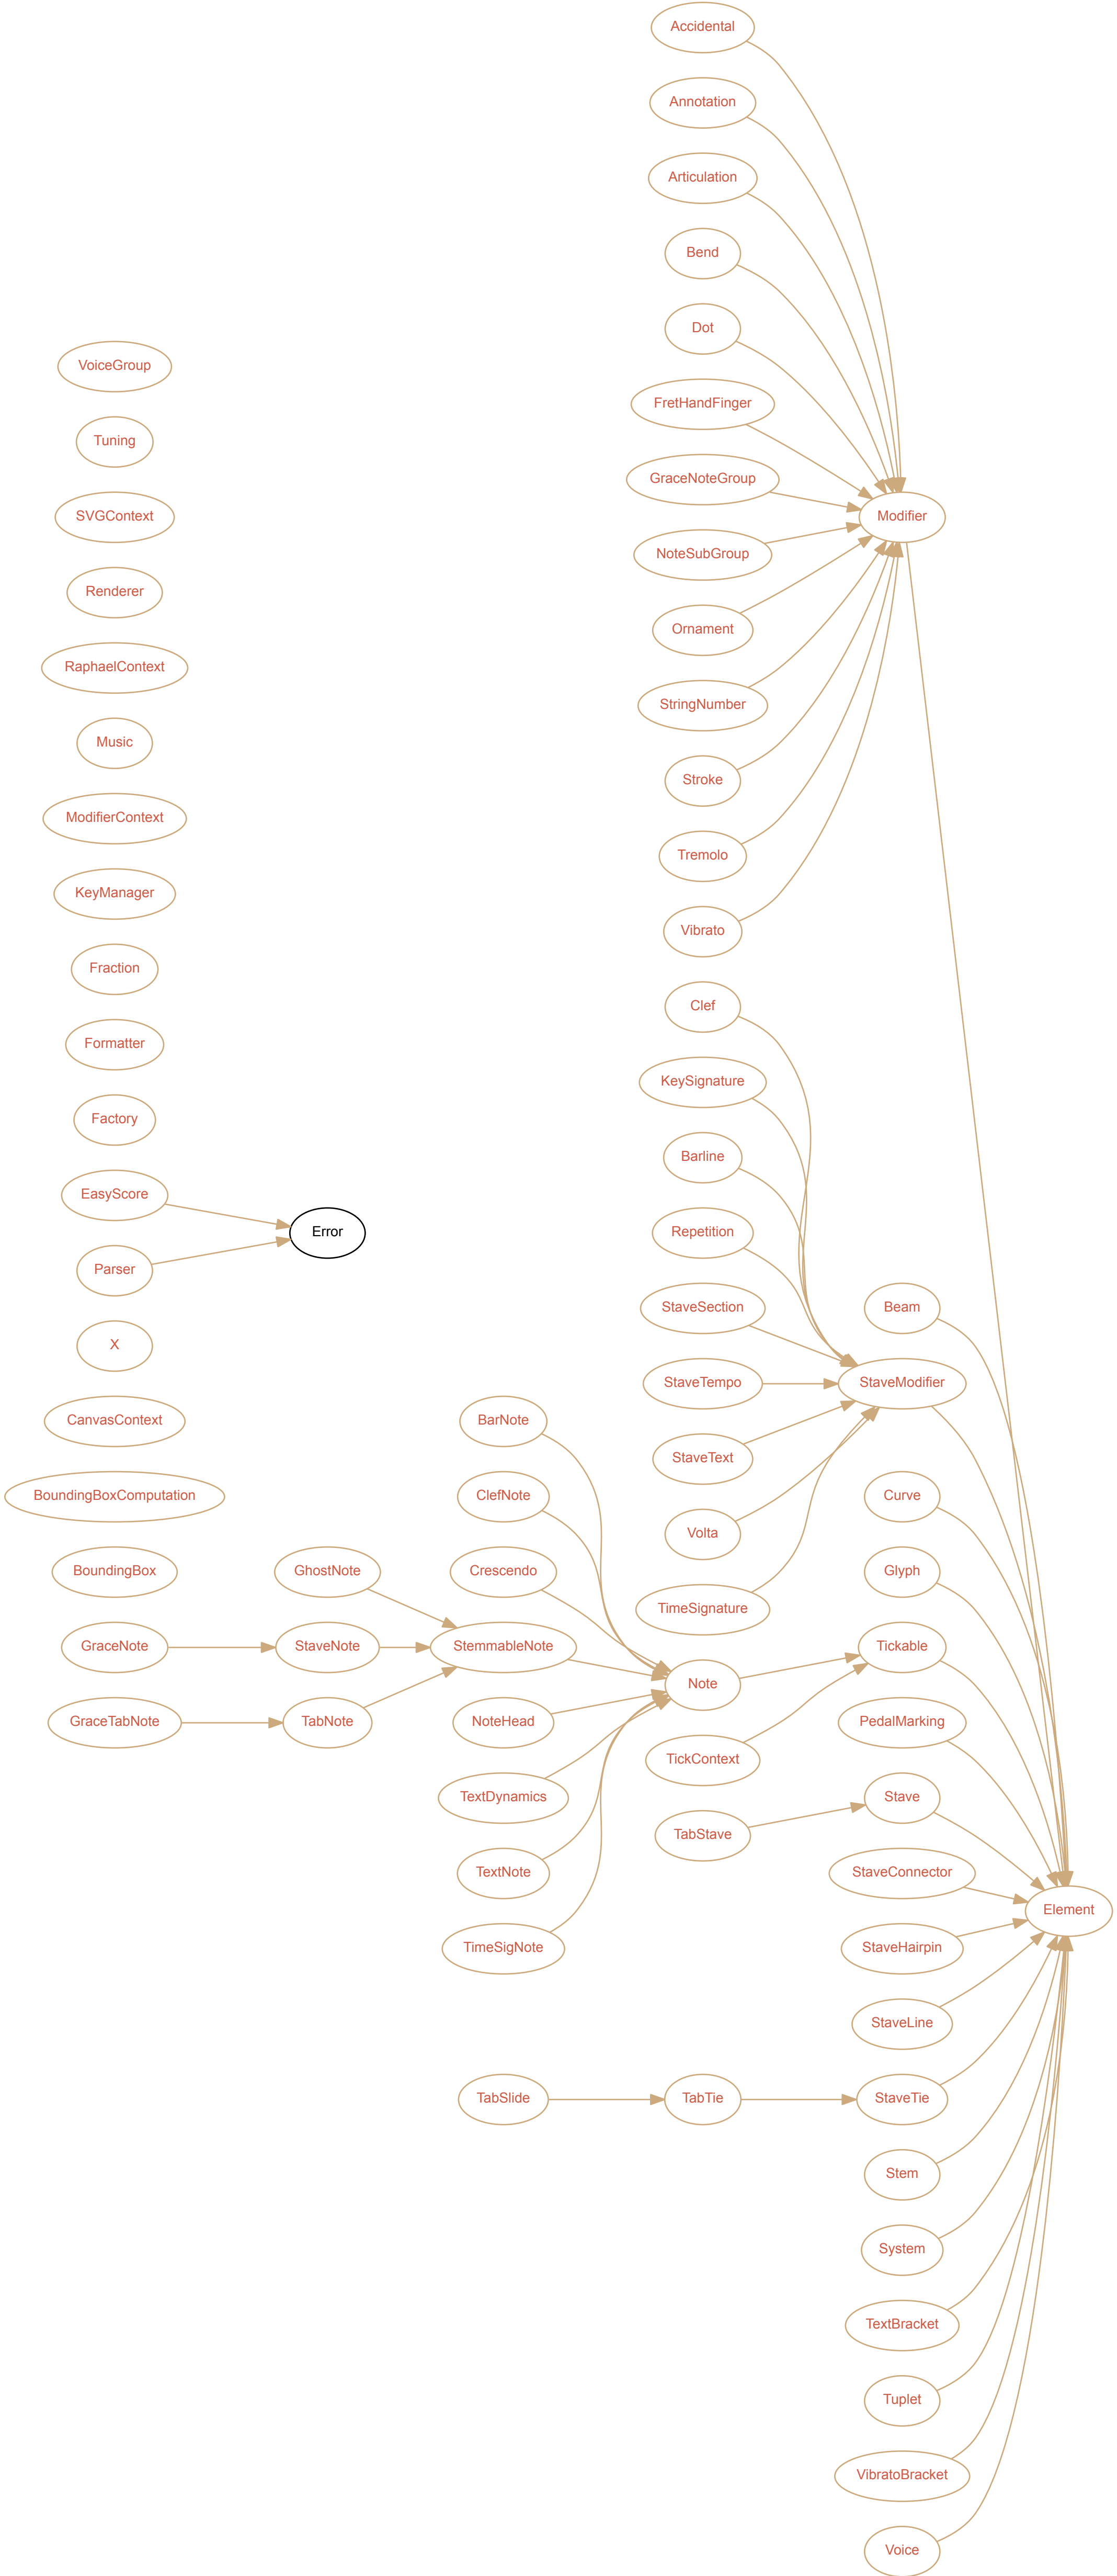 Accidental
Annotation
Articulation
Bend
Dot
FretHandFinger
GraceNoteGroup
NoteSubGroup
Ornament
StringNumber
Stroke
Tremolo
Vibrato
Modifier
VoiceGroup
Tuning
SVGContext
Renderer
RaphaelContext
Music
ModifierContext
KeyManager
Fraction
Formatter
Factory
EasyScore
Parser
Error
X
CanvasContext
BoundingBoxComputation
BoundingBox
GraceNote
GraceTabNote
GhostNote
StaveNote
TabNote
BarNote
ClefNote
Crescendo
StemmableNote
NoteHead
TextDynamics
TextNote
TimeSigNote
TabSlide
Clef
KeySignature
Barline
Repetition
StaveSection
StaveTempo
StaveText
Volta
TimeSignature
Note
TickContext
TabStave
TabTie
Beam
StaveModifier
Curve
Glyph
Tickable
PedalMarking
Stave
StaveConnector
StaveHairpin
StaveLine
StaveTie
Stem
System
TextBracket
Tuplet
VibratoBracket
Voice
Element